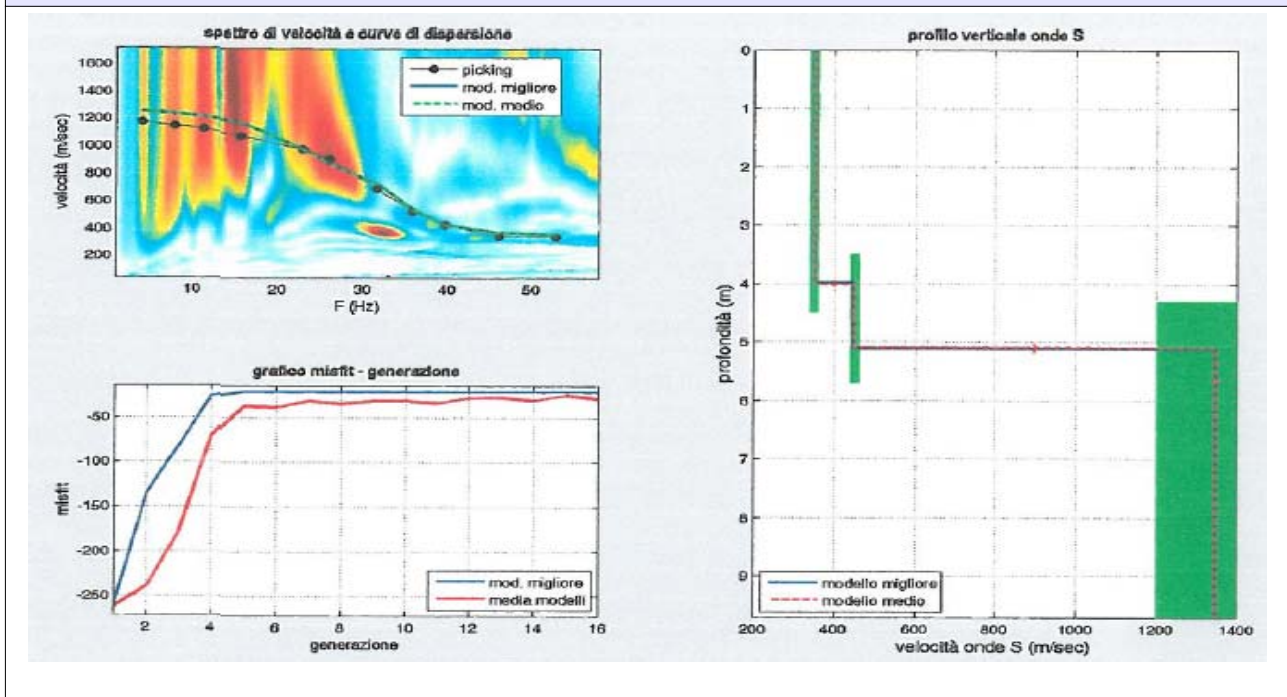 spettro di velocità e curve di dispersione
1600
1400
1200
1000
800
600
400
200
velocità (m/sec)
10
20
30
40
50
F (Hz)
picking
mod. migliore
mod. medio
grafico misfit - generazione
-50
-100
-150
-200
-250
misfit
2
4
6
8
10
12
14
16
generazione
mod. migliore
media modelli
profilo verticale onde S
0
1
2
3
4
5
6
7
8
9
profondità (m)
200
400
600
800
1000
1200
1400
velocità onde S (m/sec)
modello migliore
modello medio